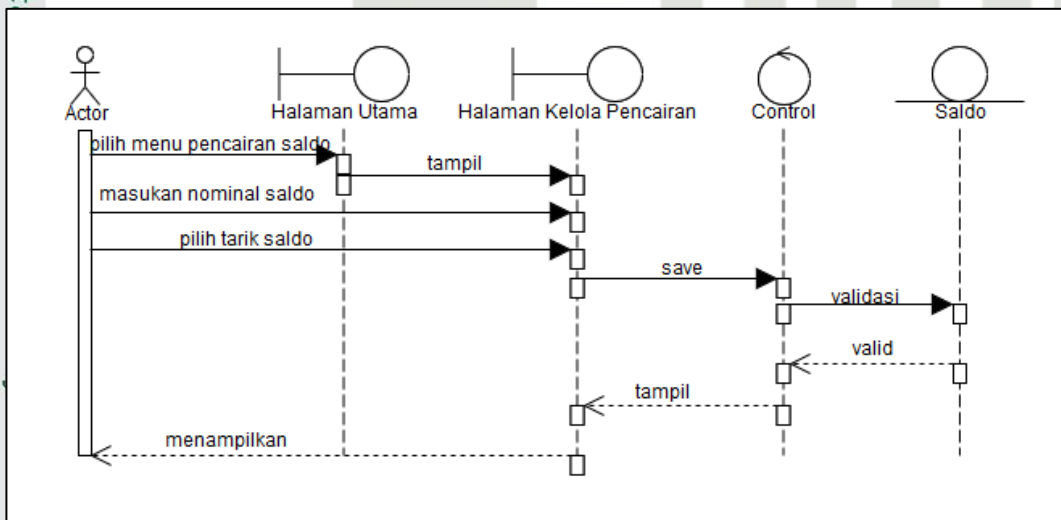 Actor
Halaman Utama
Halaman Kelola Pencairan
Control
Saldo
pilih menu pencairan saldo
tampil
masukan nominal saldo
pilih tarik saldo
save
validasi
valid
tampil
menampilkan